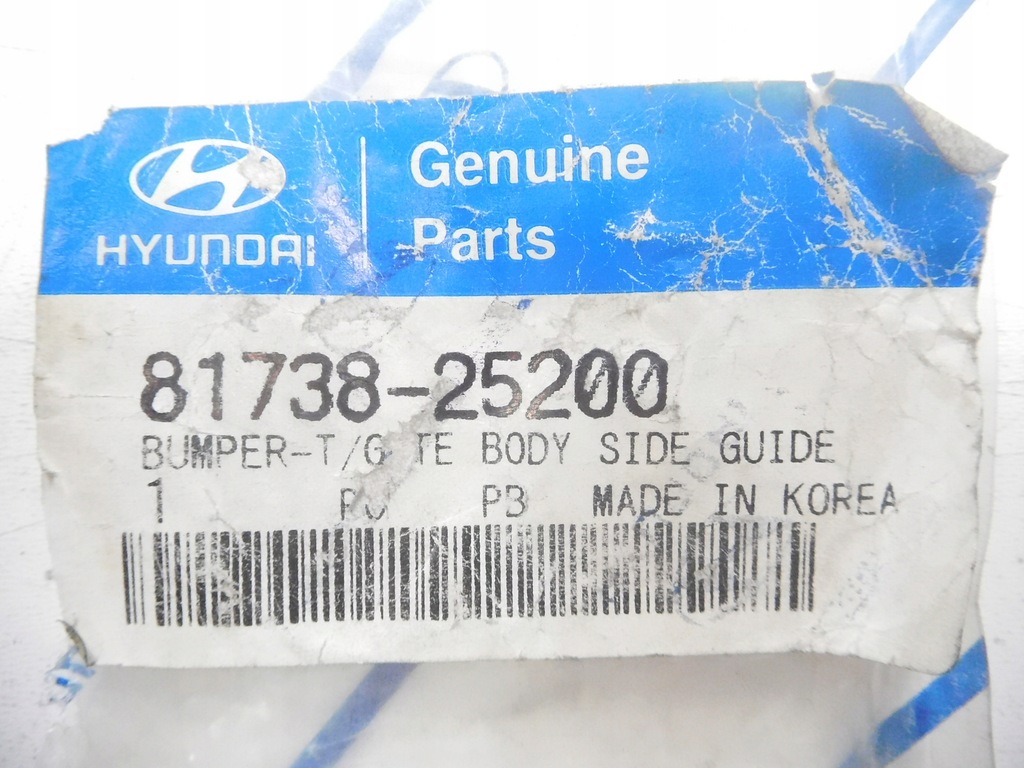 HYUNDAI
Genuine
Parts
81738-25200
BUMPER-T/G TE BODY SIDE GUIDE
1 PB MADE IN KOREA